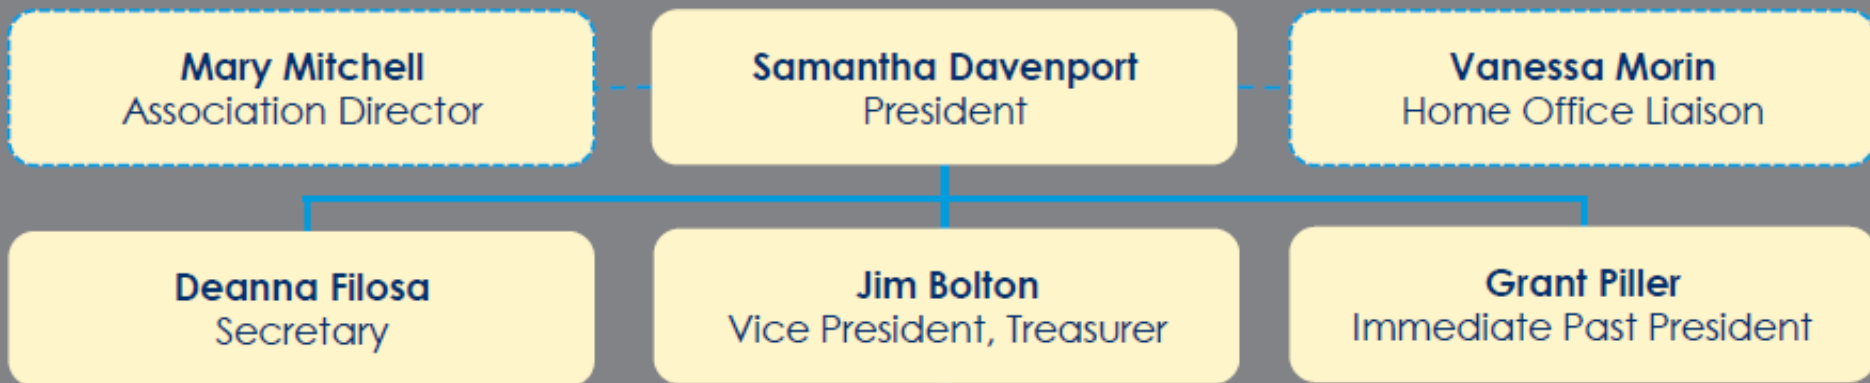 Mary Mitchell
Association Director
Samantha Davenport
President
Vanessa Morin
Home Office Liaison
Deanna Filosa
Secretary
Jim Bolton
Vice President, Treasurer
Grant Piller
Immediate Past President